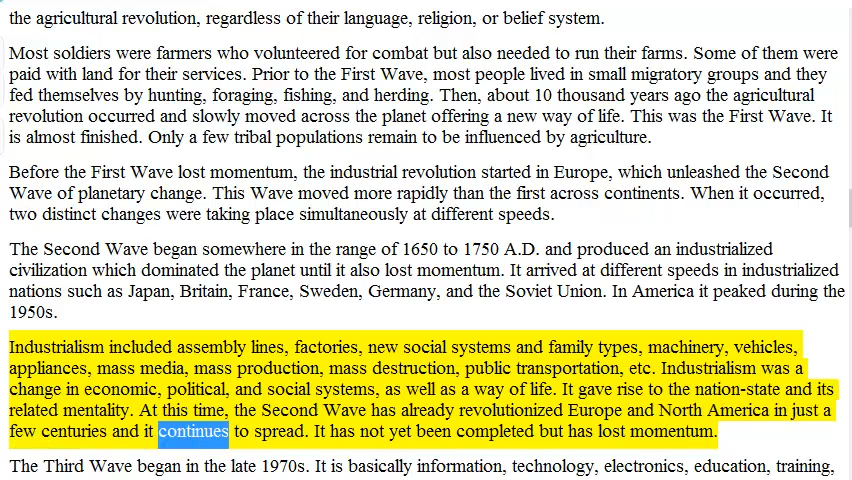 the agricultural revolution, regardless of their language, religion, or belief system.
Most soldiers were farmers who volunteered for combat but also needed to run their farms. Some of them were
paid with land for their services. Prior to the First Wave, most people lived in small migratory groups and they
fed themselves by hunting, foraging, fishing, and herding. Then, about 10 thousand years ago the agricultural
revolution occurred and slowly moved across the planet offering a new way of life. This was the First Wave. It
is almost finished. Only a few tribal populations remain to be influenced by agriculture.
Before the First Wave lost momentum, the industrial revolution started in Europe, which unleashed the Second
Wave of planetary change. This Wave moved more rapidly than the first across continents. When it occurred,
two distinct changes were taking place simultaneously at different speeds.
The Second Wave began somewhere in the range of 1650 to 1750 A.D. and produced an industrialized
civilization which dominated the planet until it also lost momentum. It arrived at different speeds in industrialized
nations such as Japan, Britain, France, Sweden, Germany, and the Soviet Union. In America it peaked during the
1950s.
Industrialism included assembly lines, factories, new social systems and family types, machinery, vehicles,
appliances, mass media, mass production, mass destruction, public transportation, etc. Industrialism was a
change in economic, political, and social systems, as well as a way of life. It gave rise to the nation-state and its
related mentality. At this time, the Second Wave has already revolutionized Europe and North America in just a
few centuries and it continues to spread. It has not yet been completed but has lost momentum.
The Third Wave began in the late 1970s. It is basically information, technology, electronics, education, training,